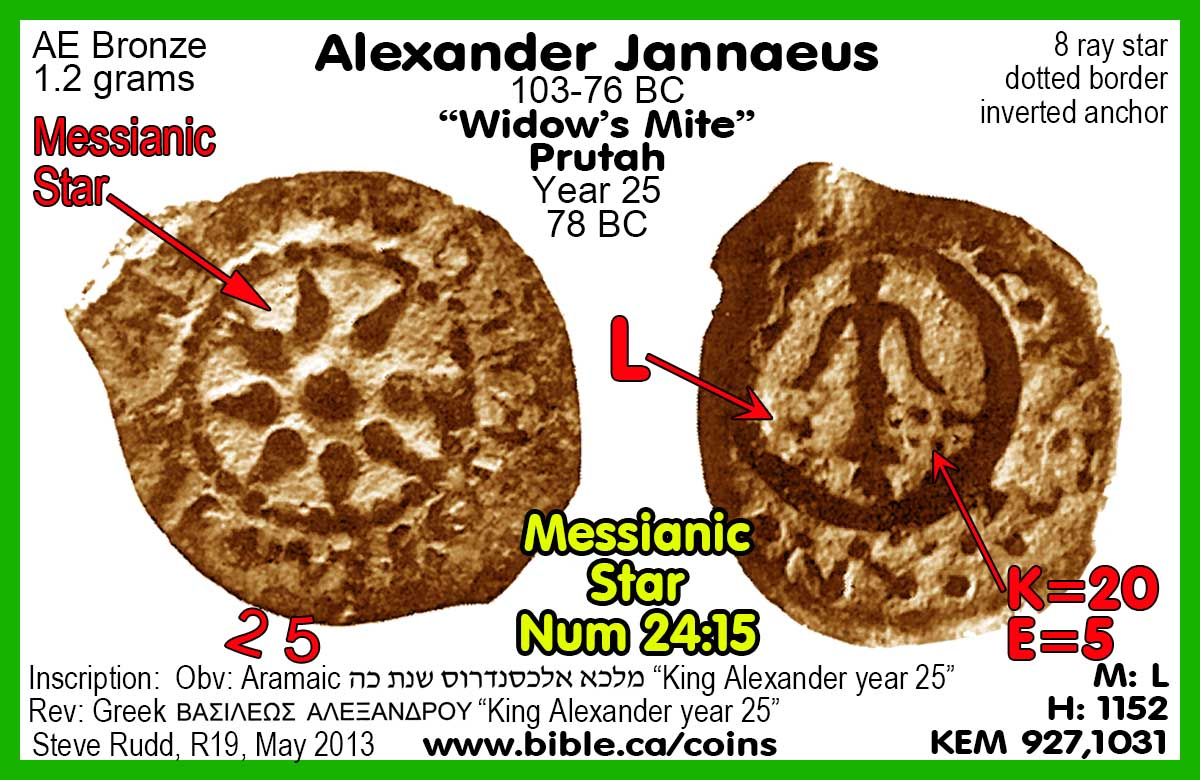 AE Bronze
1.2 grams
Alexander Jannaeus
103-76 BC
“Widow’s Mite”
Prutah
Year 25
78 BC
8 ray star
dotted border
inverted anchor
Messianic
Star
L
Messianic
Star
Num 24:15
K=20
E=5
2 5
Inscription: Obv: Aramaic מלכא אלכסנדרוס שנת כה “King Alexander year 25”
Rev: Greek ΒΑΣΙΛΕΩΣ ΑΛΕΞΑΝΔΡΟΥ “King Alexander year 25”
Steve Rudd, R19, May 2013
www.bible.ca/coins
M: L
H: 1152
KEM 927,1031